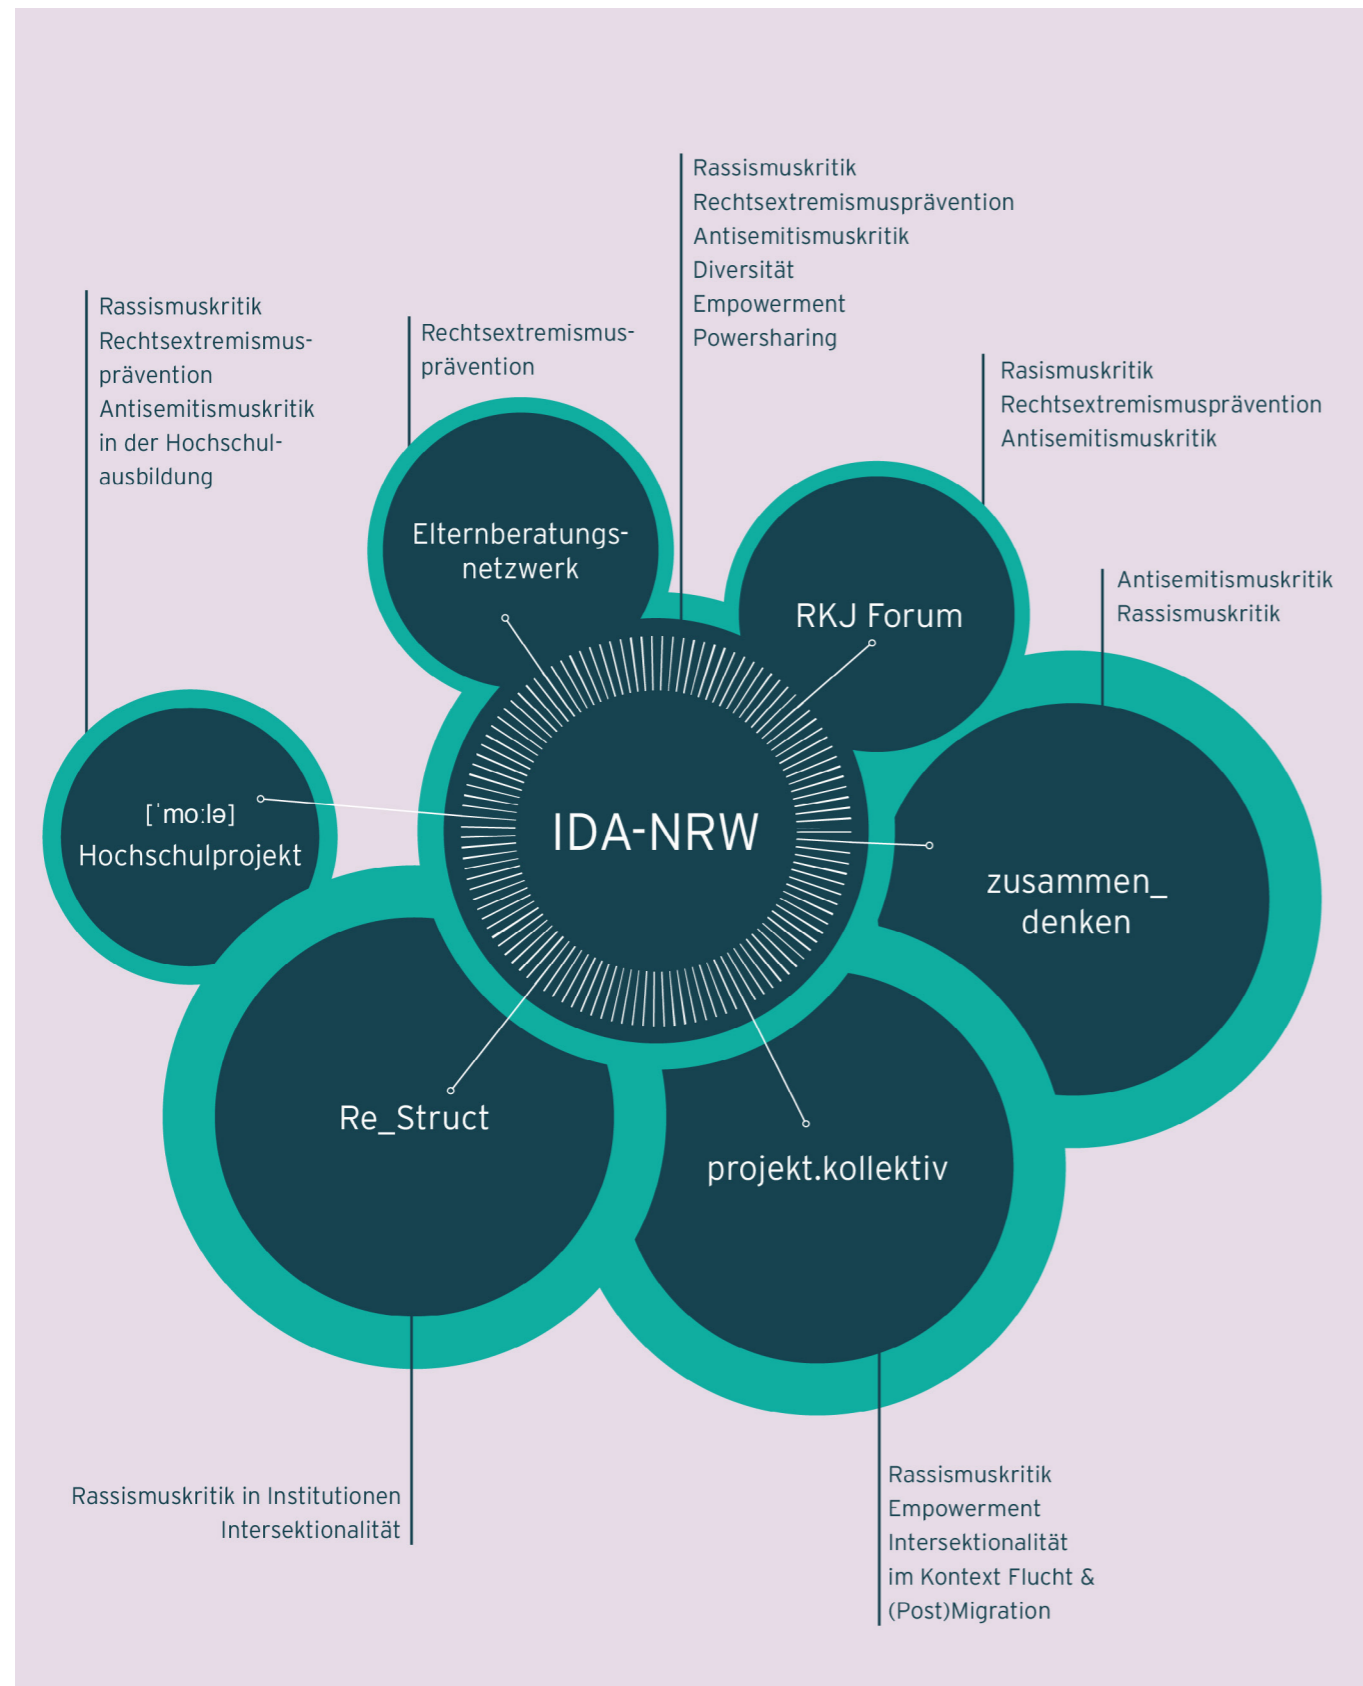 Rassismuskritik
Rechtsextremismusprävention
Antisemitismuskritik
Diversität
Empowerment
Powersharing
Rassismuskritik
Rechtsextremismus-
prävention
Antisemitismuskritik
in der Hochschul-
ausbildung
Rechtsextremismus-
prävention
Rasismuskritik
Rechtsextremismusprävention
Antisemitismuskritik
Elternberatungs-
netzwerk
RKJ Forum
Antisemitismuskritik
Rassismuskritik
[ˈmoːlə]
Hochschulprojekt
IDA-NRW
zusammen_
denken
Re_Struct
projekt.kollektiv
Rassismuskritik in Institutionen
Intersektionalität
Rassismuskritik
Empowerment
Intersektionalität
im Kontext Flucht &
(Post)Migration